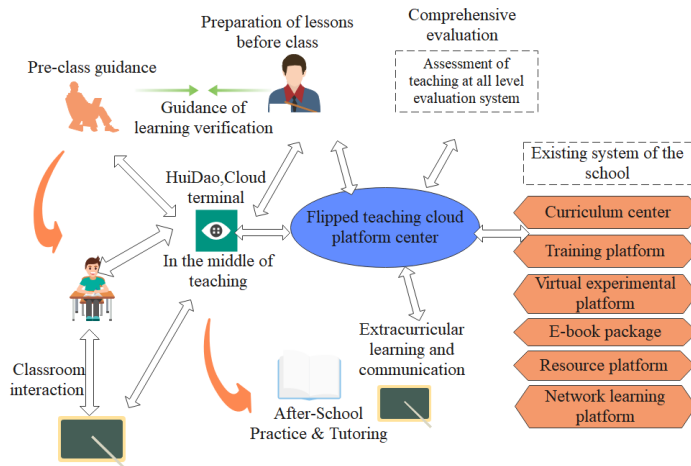 Preparation of lessons
before class
Comprehensive
evaluation
Pre-class guidance
Assessment of
teaching at all level
evaluation system
Guidance of
learning verification
Existing system of the
school
HuiDao,Cloud
terminal
Flipped teaching cloud
platform center
In the middle of
teaching
Curriculum center
Training platform
Virtual experimental
platform
E-book package
Resource platform
Network learning
platform
Extracurricular
learning and
communication
Classroom
interaction
After-School
Practice & Tutoring